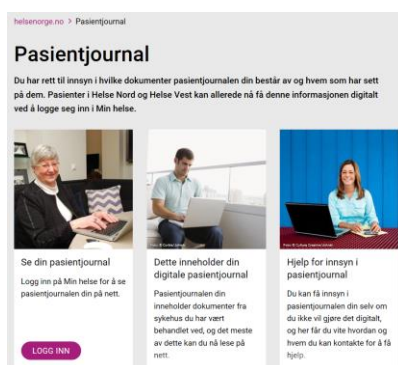 helsenorge.no > Pasientjournal
Pasientjournal
Du har rett til innsyn i hvilke dokumenter pasientjournalen din består av og hvem som har sett
på dem. Pasienter i Helse Nord og Helse Vest kan allerede nå få denne informasjonen digitalt
ved å logge seg inn i Min helse.
Se din pasientjournal
Logg inn på Min helse for å se
pasientjournalen din på nett.
LOGG INN
Dette inneholder din
digitale pasientjournal
Pasientjournalen din
inneholder dokumenter fra
sykehus du har vært
behandlet ved, og det meste
av dette kan du nå lese på
nett.
Hjelp for innsyn i
pasientjournal
Du kan få innsyn i
pasientjournalen din selv om
du ikke vil gjøre det digitalt,
og her får du vite hvordan og
hvem du kan kontakte for å få
hjelp.